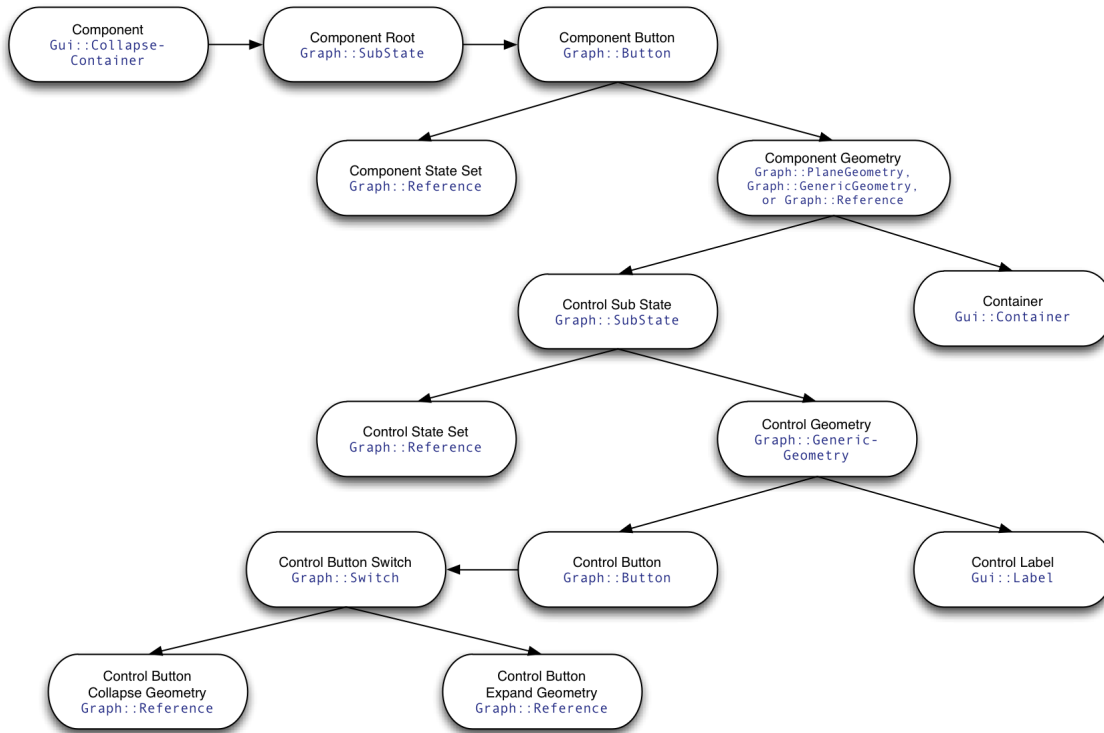 Component
Gui::Collapse-
Container
Component Root
Graph::SubState
Component Button
Graph::Button
Component State Set
Graph::Reference
Component Geometry
Graph::PlaneGeometry,
Graph::GenericGeometry,
or Graph::Reference
Control Sub State
Graph::SubState
Container
Gui::Container
Control State Set
Graph::Reference
Control Geometry
Graph::Generic-
Geometry
Control Button Switch
Graph::Switch
Control Button
Graph::Button
Control Label
Gui::Label
Control Button
Collapse Geometry
Graph::Reference
Control Button
Expand Geometry
Graph::Reference